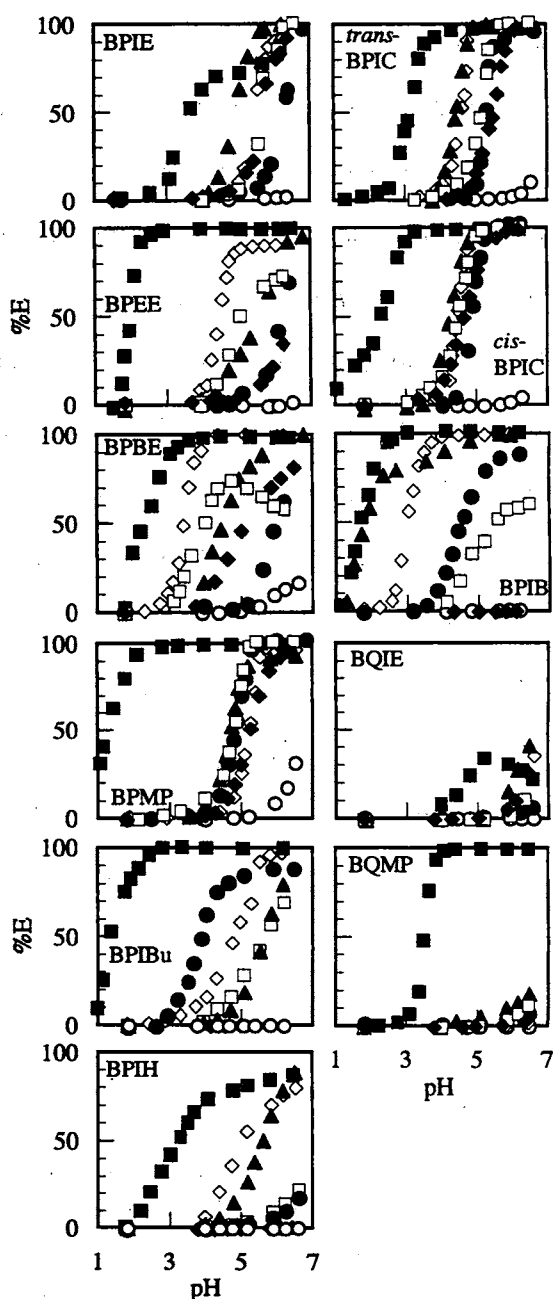 100
BPIE
trans-
BPIC
50
0
100
BPEE
%E
50
cis-
BPIC
0
100
BPBE
50
BPIB
0
100
BQIE
50
BPMP
0
100
BQMP
%E
50
BPIBu
0
1 3 5 7
pH
100
BPIH
50
0
1 3 5 7
pH